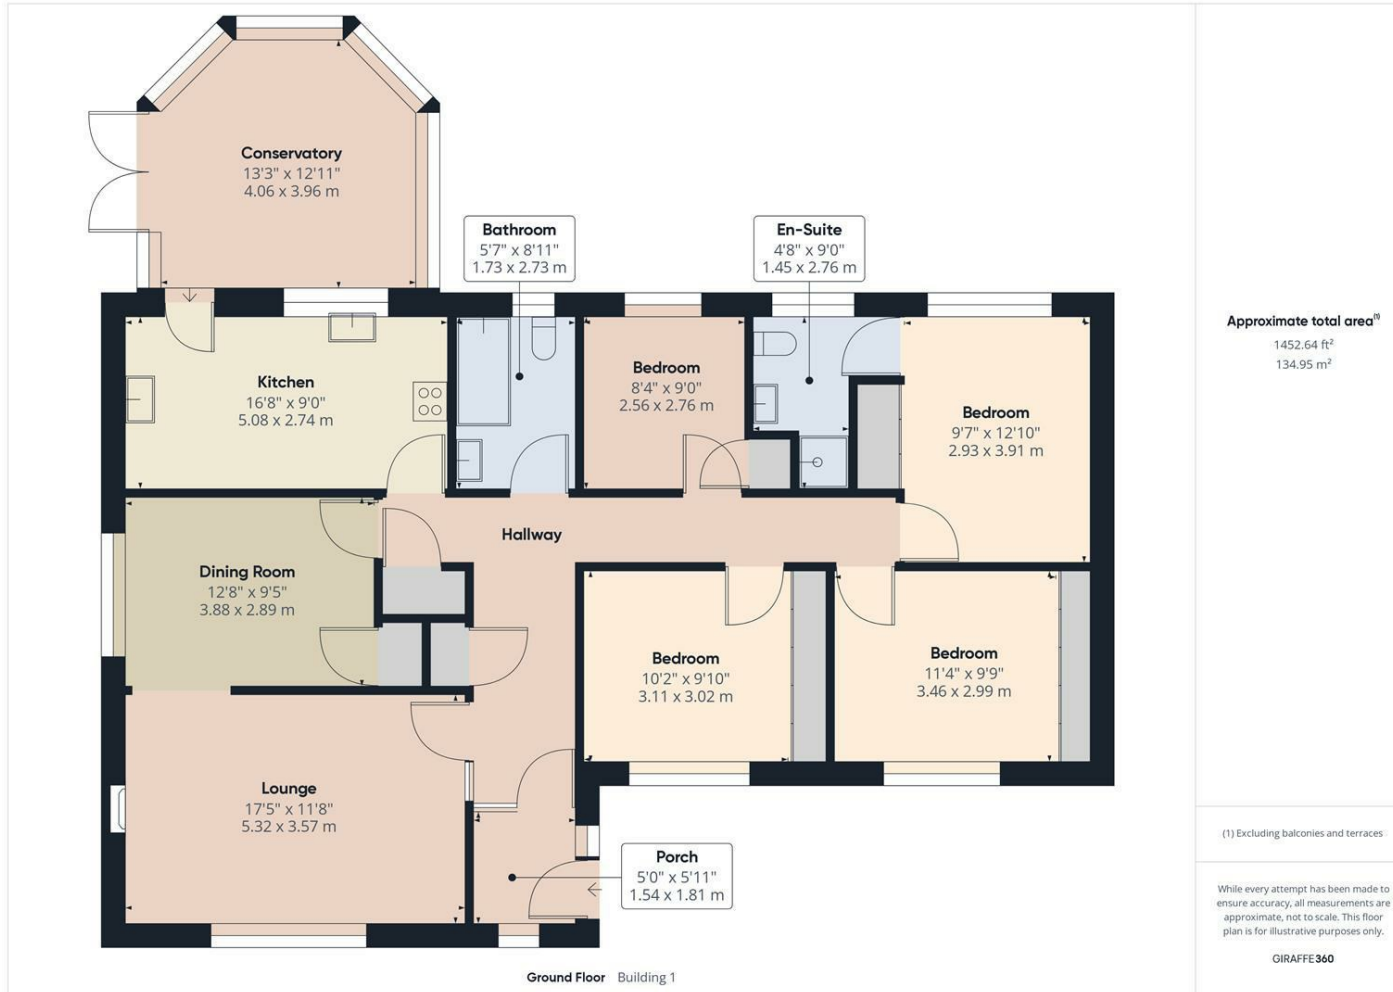 Conservatory
13'3" x 12'11"
4.06 x 3.96 m
Bathroom
5'7" x 8'11"
1.73 x 2.73 m
En-Suite
4'8" x 9'0"
1.45 x 2.76 m
Kitchen
16'8" x 9'0"
5.08 x 2.74 m
Bedroom
8'4" x 9'0"
2.56 x 2.76 m
Bedroom
9'7" x 12'10"
2.93 x 3.91 m
Hallway
Dining Room
12'8" x 9'5"
3.88 x 2.89 m
Bedroom
10'2" x 9'10"
3.11 x 3.02 m
Bedroom
11'4" x 9'9"
3.46 x 2.99 m
Lounge
17'5" x 11'8"
5.32 x 3.57 m
Porch
5'0" x 5'11"
1.54 x 1.81 m
Ground Floor Building 1
Approximate total area⁽¹⁾
1452.64 ft²
134.95 m²
(1) Excluding balconies and terraces
While every attempt has been made to
ensure accuracy, all measurements are
approximate, not to scale. This floor
plan is for illustrative purposes only.
GIRAFFE360